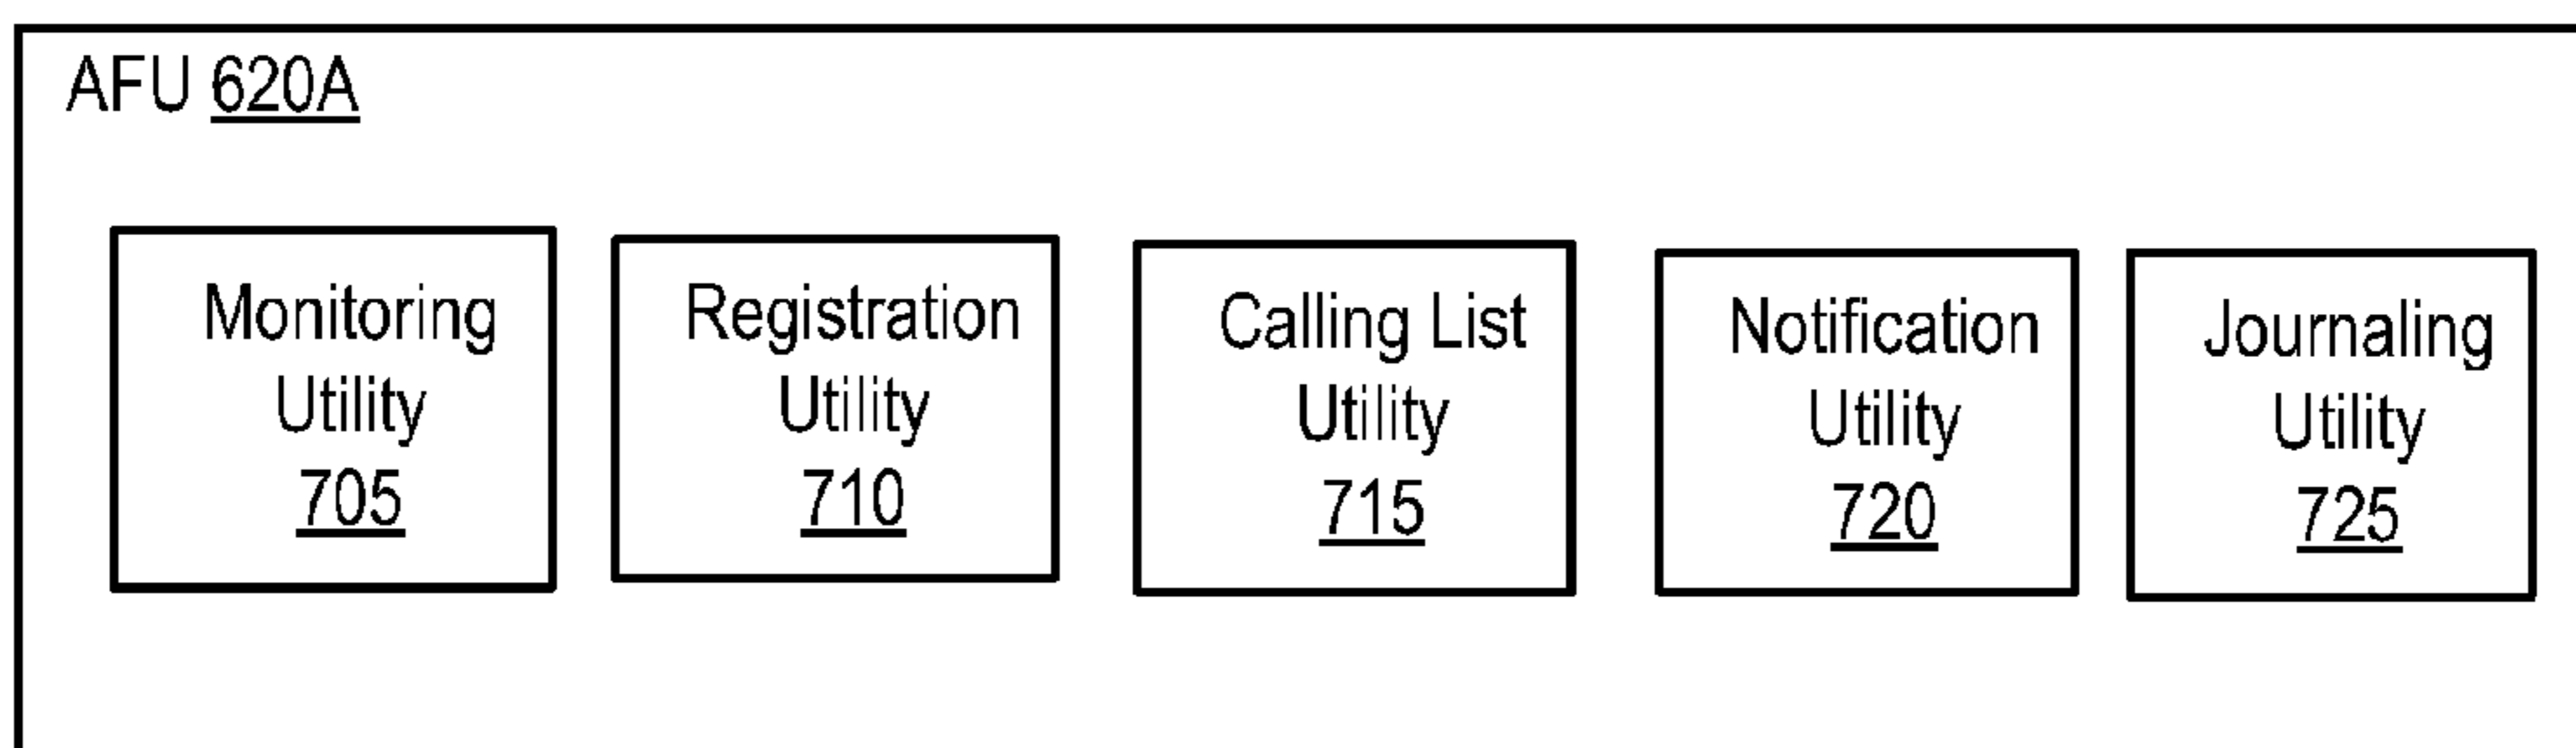 AFU 620A
Monitoring
Utility
705
Registration
Utility
710
Calling List
Utility
715
Notification
Utility
720
Journaling
Utility
725